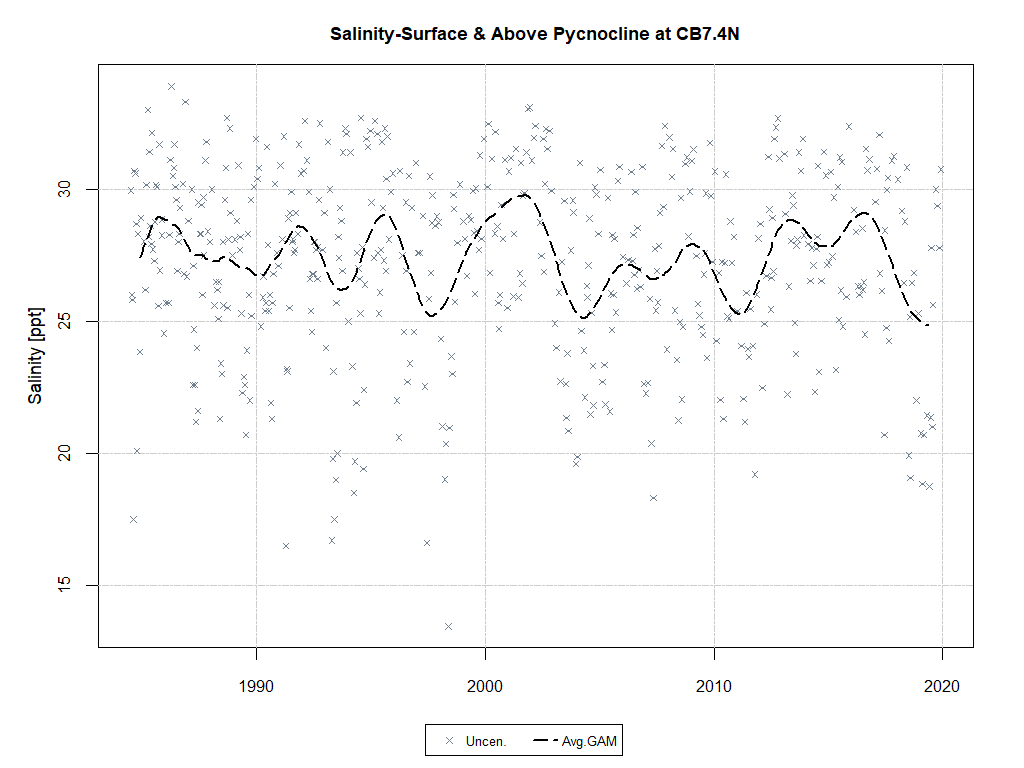 Salinity-Surface & Above Pycnocline at CB7.4N
Salinity [ppt]
30
25
20
15
1990 2000 2010 2020
Uncen. Avg.GAM